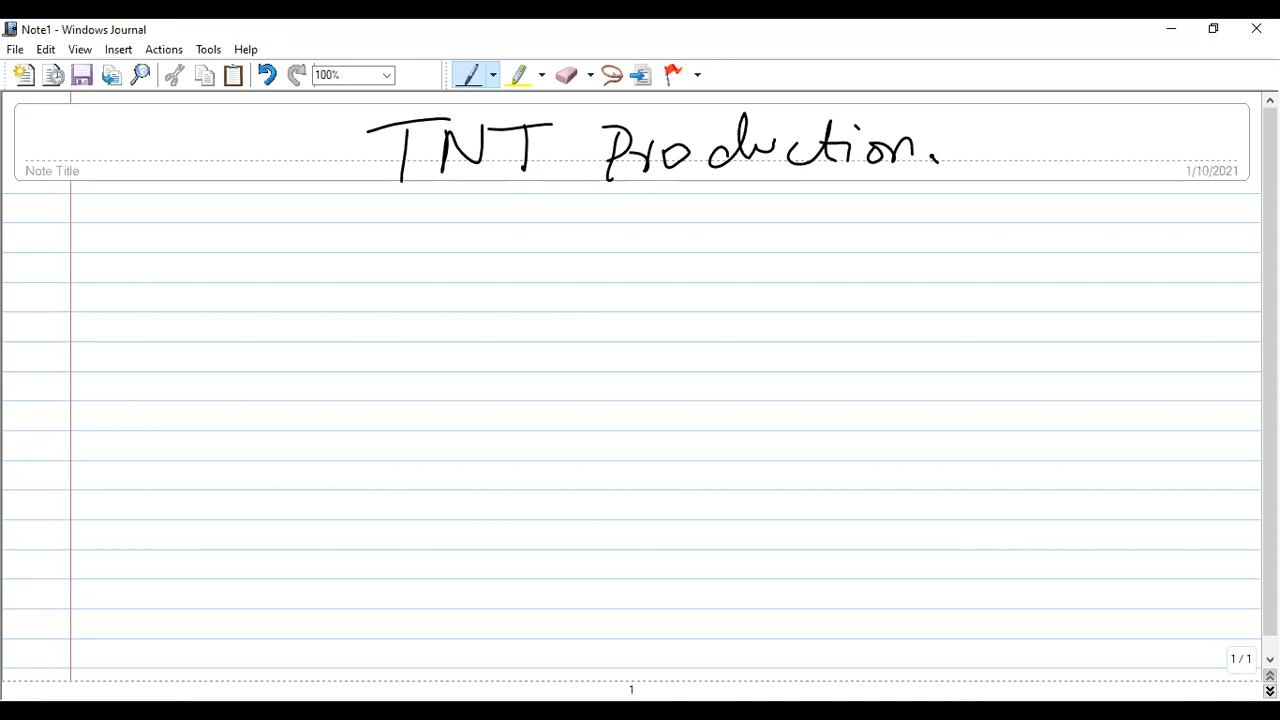 Note1 - Windows Journal
File Edit View Insert Actions Tools Help
100%
TNT Production.
Note Title 1/10/2021
1 / 1
1